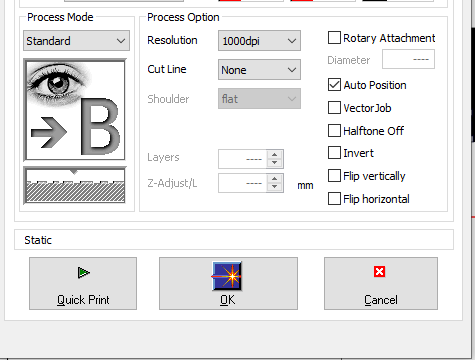 Process Mode
Standard
B
Process Option
Resolution 1000dpi
Cut Line None
Shoulder flat
Layers ----
Z-Adjust/L ---- mm
Rotary Attachment
Diameter ----
Auto Position
VectorJob
Halftone Off
Invert
Flip vertically
Flip horizontal
Static
Quick Print
OK
Cancel